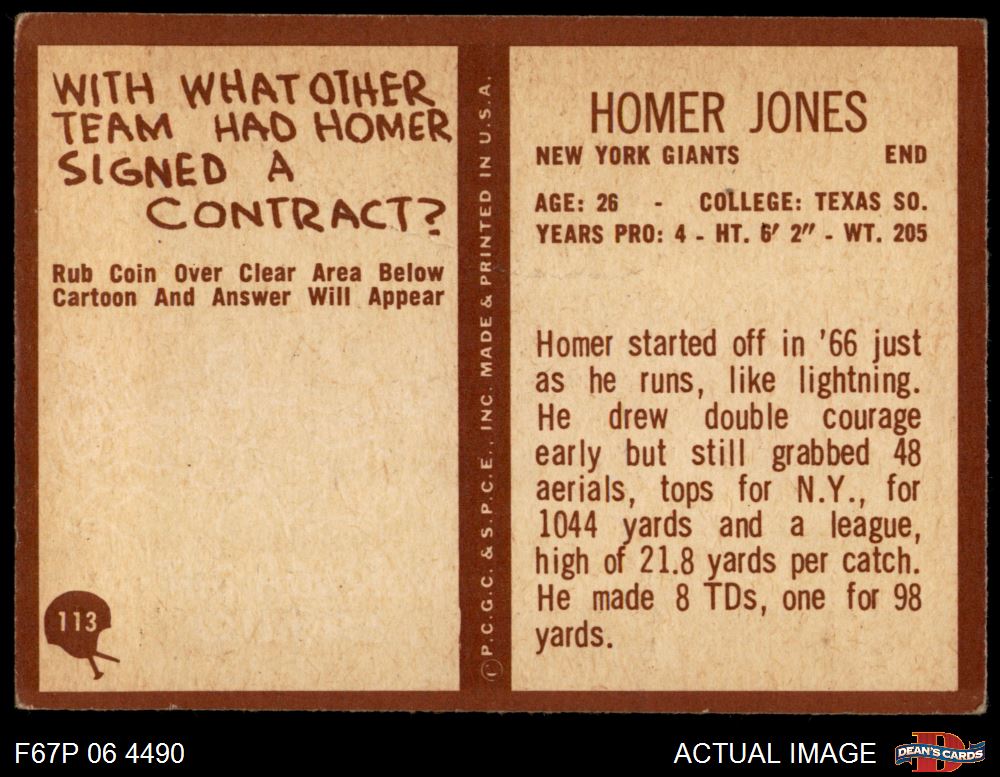 WITH WHAT OTHER
TEAM HAD HOMER
SIGNED A
CONTRACT?
Rub Coin Over Clear Area Below
Cartoon And Answer Will Appear
113
© P.C.G.C. & S.P.C.E., INC. MADE & PRINTED IN U.S.A.
HOMER JONES
NEW YORK GIANTS END
AGE: 26 - COLLEGE: TEXAS SO.
YEARS PRO: 4 - HT. 6' 2" - WT. 205
Homer started off in '66 just
as he runs, like lightning.
He drew double courage
early but still grabbed 48
aerials, tops for N.Y., for
1044 yards and a league,
high of 21.8 yards per catch.
He made 8 TDs, one for 98
yards.
F67P 06 4490
ACTUAL IMAGE
D
DEAN'S CARDS